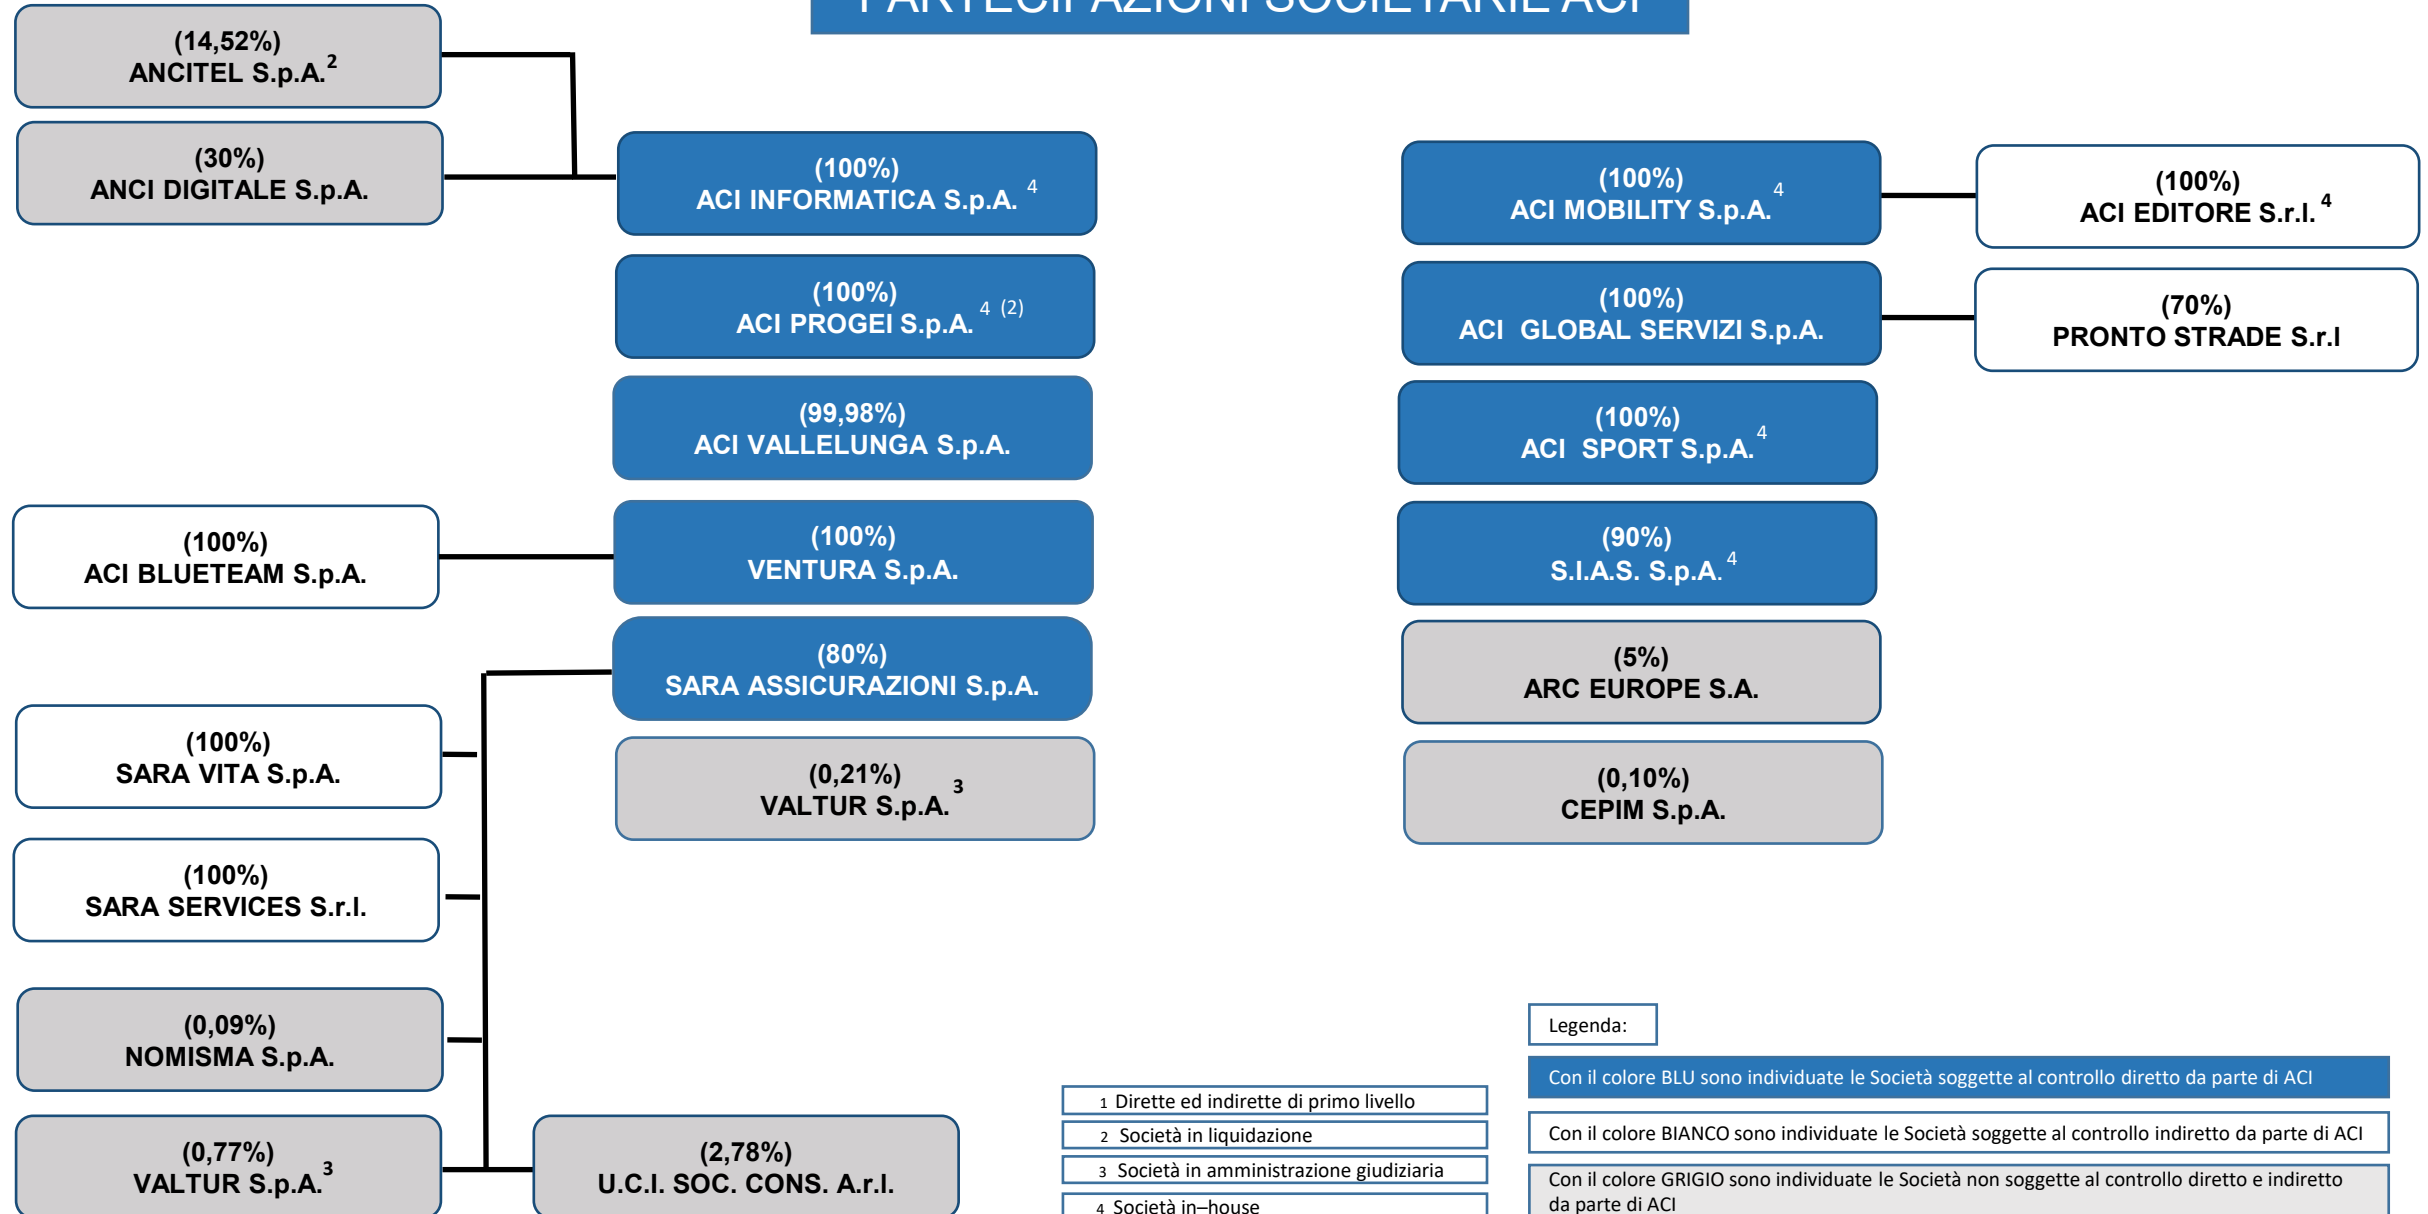 PARTECIPAZIONI SOCIETARIE ACI
(14,52%)
ANCITEL S.p.A.²
(30%)
ANCI DIGITALE S.p.A.
(100%)
ACI INFORMATICA S.p.A. ⁴
(100%)
ACI PROGEI S.p.A. ⁴ ⁽²⁾
(99,98%)
ACI VALLELUNGA S.p.A.
(100%)
ACI BLUETEAM S.p.A.
(100%)
VENTURA S.p.A.
(80%)
SARA ASSICURAZIONI S.p.A.
(100%)
SARA VITA S.p.A.
(0,21%)
VALTUR S.p.A.³
(100%)
SARA SERVICES S.r.l.
(0,09%)
NOMISMA S.p.A.
(0,77%)
VALTUR S.p.A.³
(2,78%)
U.C.I. SOC. CONS. A.r.l.
(100%)
ACI MOBILITY S.p.A.⁴
(100%)
ACI EDITORE S.r.l.⁴
(100%)
ACI GLOBAL SERVIZI S.p.A.
(70%)
PRONTO STRADE S.r.l
(100%)
ACI SPORT S.p.A.⁴
(90%)
S.I.A.S. S.p.A.⁴
(5%)
ARC EUROPE S.A.
(0,10%)
CEPIM S.p.A.
1 Dirette ed indirette di primo livello
2 Società in liquidazione
3 Società in amministrazione giudiziaria
4 Società in–house
Legenda:
Con il colore BLU sono individuate le Società soggette al controllo diretto da parte di ACI
Con il colore BIANCO sono individuate le Società soggette al controllo indiretto da parte di ACI
Con il colore GRIGIO sono individuate le Società non soggette al controllo diretto e indiretto
da parte di ACI